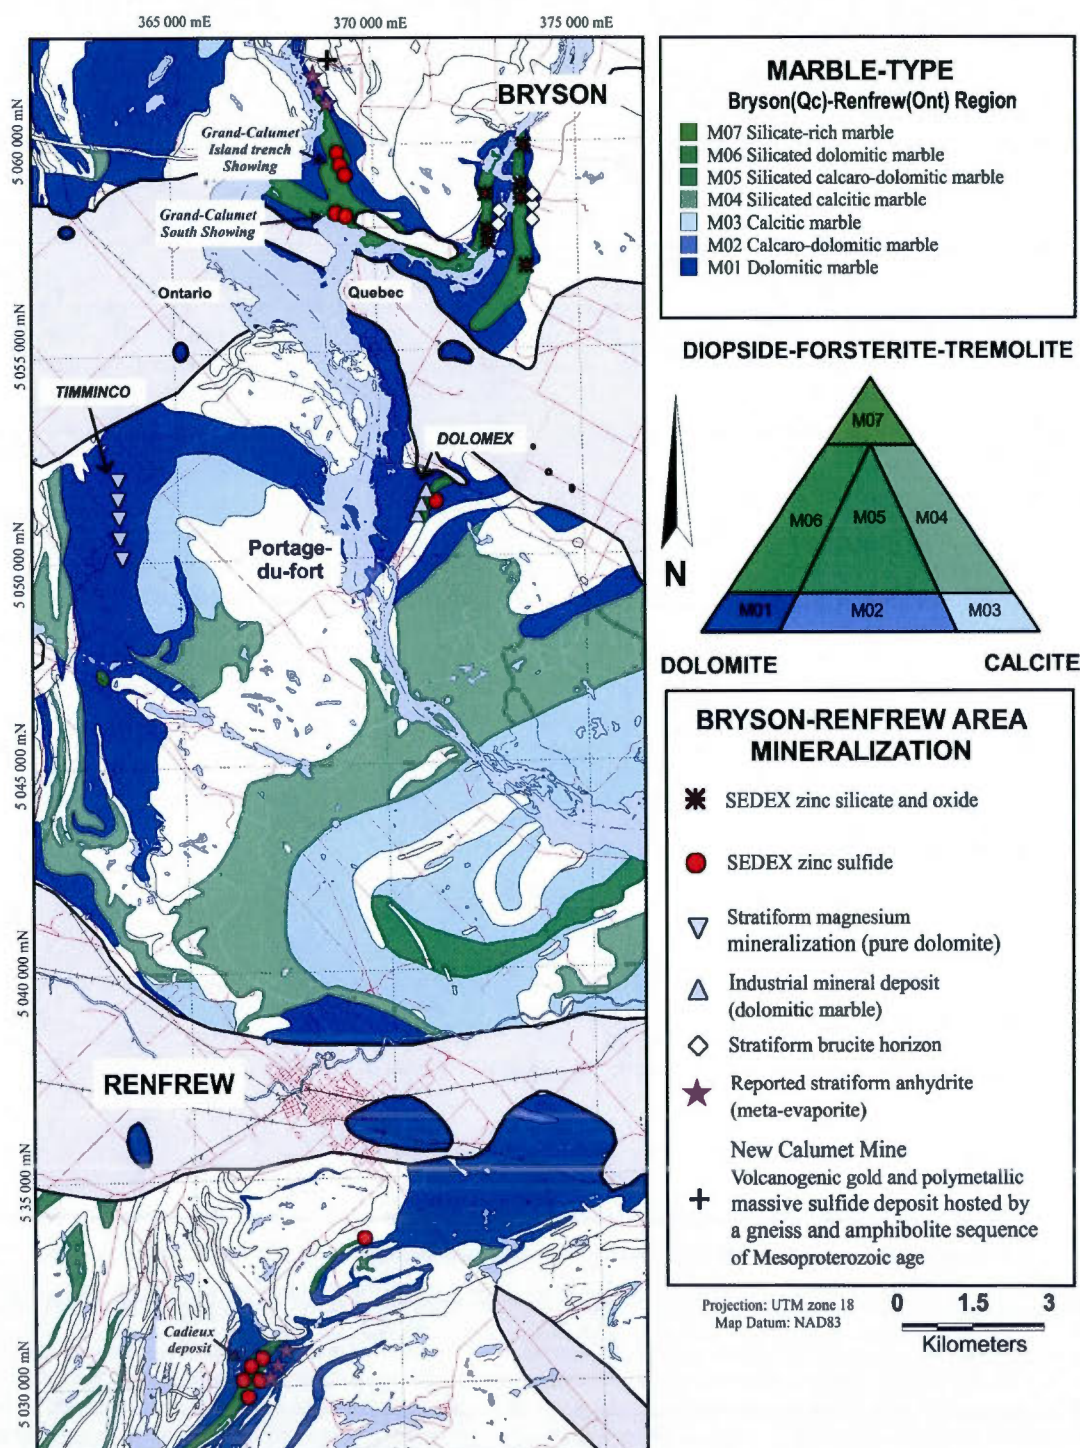 365 000 mE
370 000 mE
375 000 mE
5 060 000 mN
5 055 000 mN
5 050 000 mN
5 045 000 mN
5 040 000 mN
5 35 000 mN
5 030 000 mN
BRYSON
Grand-Calumet
Island trench
Showing
Grand-Calumet
South Showing
Ontario
Quebec
TIMMINCO
DOLOMEX
Portage-
du-fort
RENFREW
Cadieux
deposit
MARBLE-TYPE
Bryson(Qc)-Renfrew(Ont) Region
M07 Silicate-rich marble
M06 Silicated dolomitic marble
M05 Silicated calcaro-dolomitic marble
M04 Silicated calcitic marble
M03 Calcitic marble
M02 Calcaro-dolomitic marble
M01 Dolomitic marble
DIOPSIDE-FORSTERITE-TREMOLITE
M07
M06
M05
M04
M01
M02
M03
N
DOLOMITE
CALCITE
BRYSON-RENFREW AREA
MINERALIZATION
SEDEX zinc silicate and oxide
SEDEX zinc sulfide
Stratiform magnesium
mineralization (pure dolomite)
Industrial mineral deposit
(dolomitic marble)
Stratiform brucite horizon
Reported stratiform anhydrite
(meta-evaporite)
New Calumet Mine
Volcanogenic gold and polymetallic
massive sulfide deposit hosted by
a gneiss and amphibolite sequence
of Mesoproterozoic age
Projection: UTM zone 18
Map Datum: NAD83
0 1.5 3
Kilometers